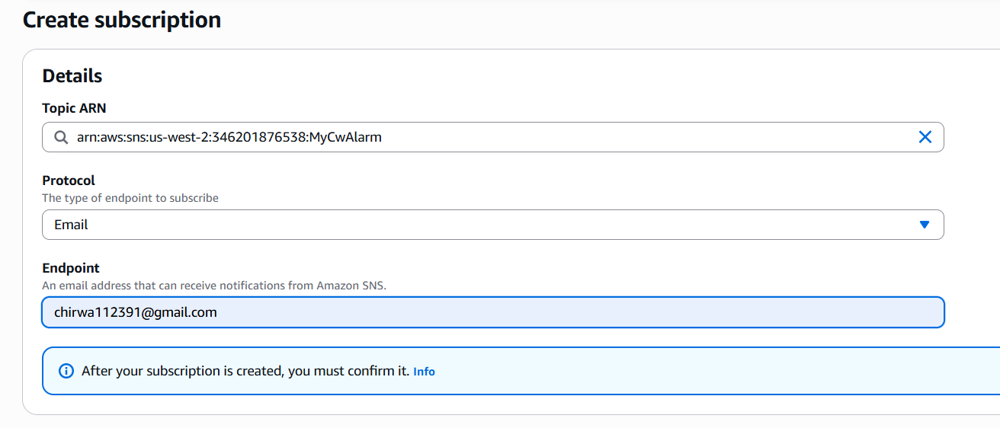 Create subscription
Details
Topic ARN
arn:aws:sns:us-west-2:346201876538:MyCwAlarm
Protocol
The type of endpoint to subscribe
Email
Endpoint
An email address that can receive notifications from Amazon SNS.
chirwa112391@gmail.com
After your subscription is created, you must confirm it. Info